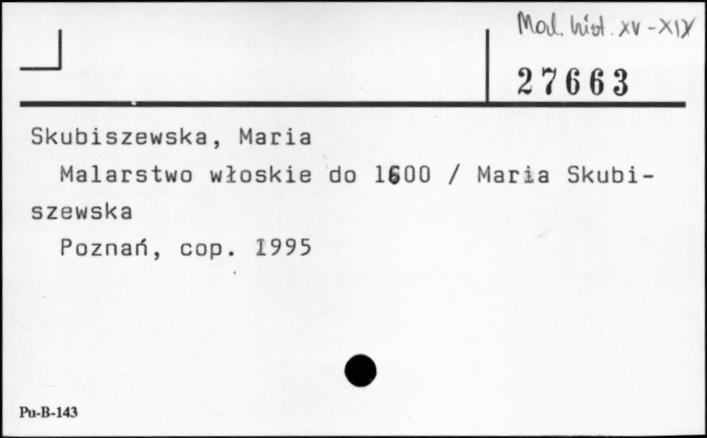 Mal. hist. XV-XIX
27663
Skubiszewska, Maria
Malarstwo włoskie do 1600 / Maria Skubi-
szewska
Poznań, cop. 1995
Pu-B-143